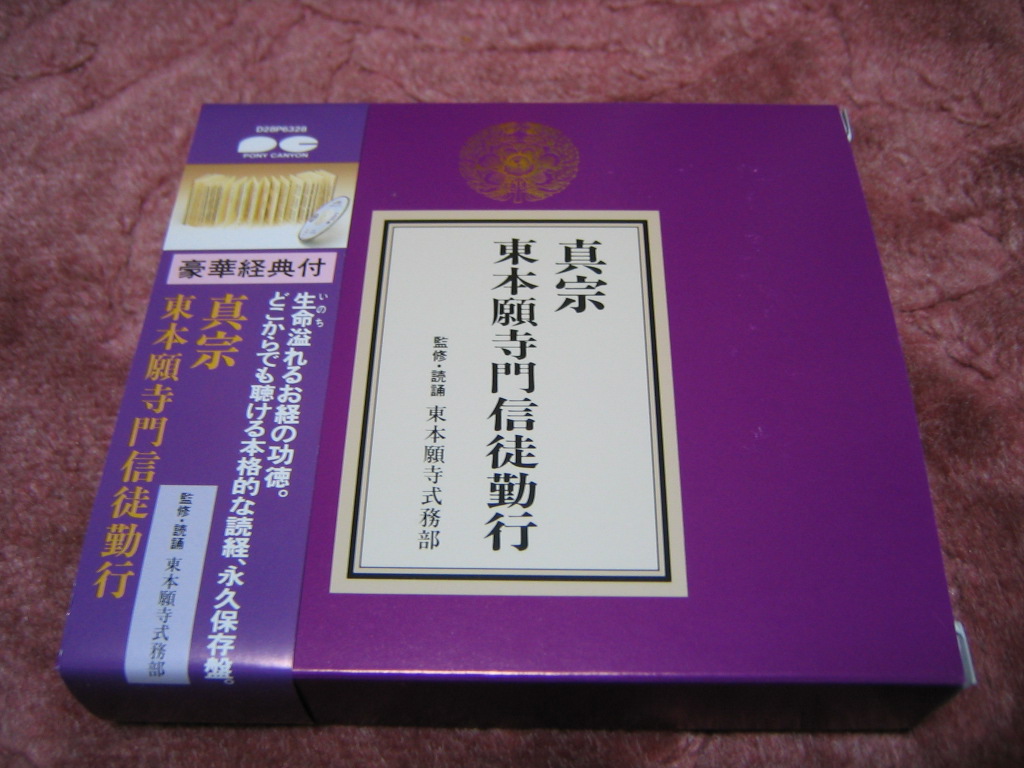 D28P6328
PONY CANYON
豪華経典付
生命溢れるお経の功徳。
いのち
どこからでも聴ける本格的な読経、永久保存盤。
真宗
東本願寺門信徒勤行
監修・読誦 東本願寺式務部
真宗
東本願寺門信徒勤行
監修・読誦 東本願寺式務部